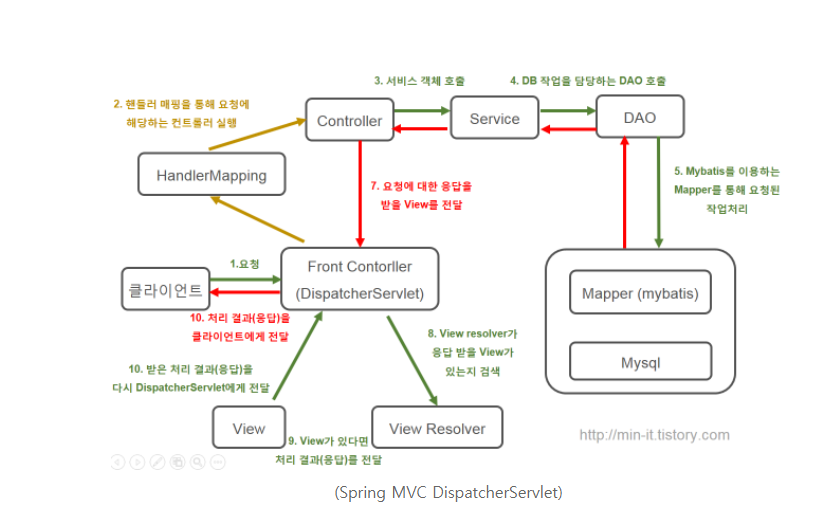 3. 서비스 객체 호출
4. DB 작업을 담당하는 DAO 호출
2. 핸들러 매핑을 통해 요청에
해당하는 컨트롤러 실행
Controller
Service
DAO
HandlerMapping
7. 요청에 대한 응답을
받을 View를 전달
5. Mybatis를 이용하는
Mapper를 통해 요청된
작업처리
1.요청
Front Contorller
(DispatcherServlet)
클라이언트
Mapper (mybatis)
Mysql
10. 처리 결과(응답)을
클라이언트에게 전달
8. View resolver가
응답 받을 View가
있는지 검색
10. 받은 처리 결과(응답)을
다시 DispatcherServlet에게 전달
View
9. View가 있다면
처리 결과(응답)를 전달
View Resolver
http://min-it.tistory.com
(Spring MVC DispatcherServlet)